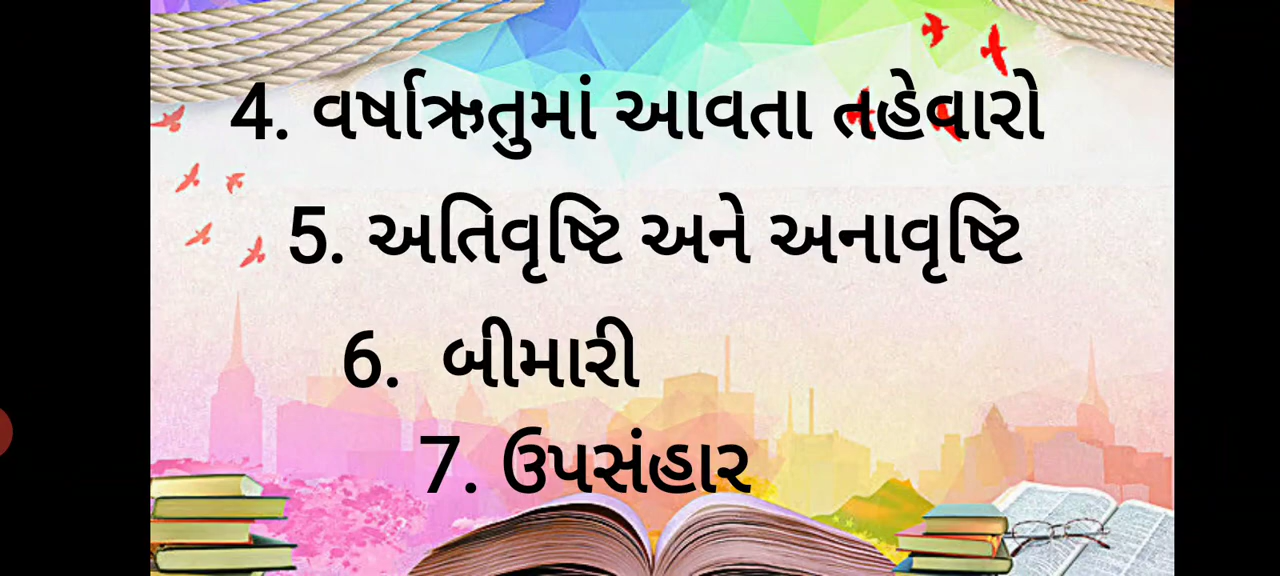 4. વર્ષાઋતુમાં આવતા તહેવારો
5. અતિવૃષ્ટિ અને અનાવૃષ્ટિ
6. બીમારી
7. ઉપસંહાર